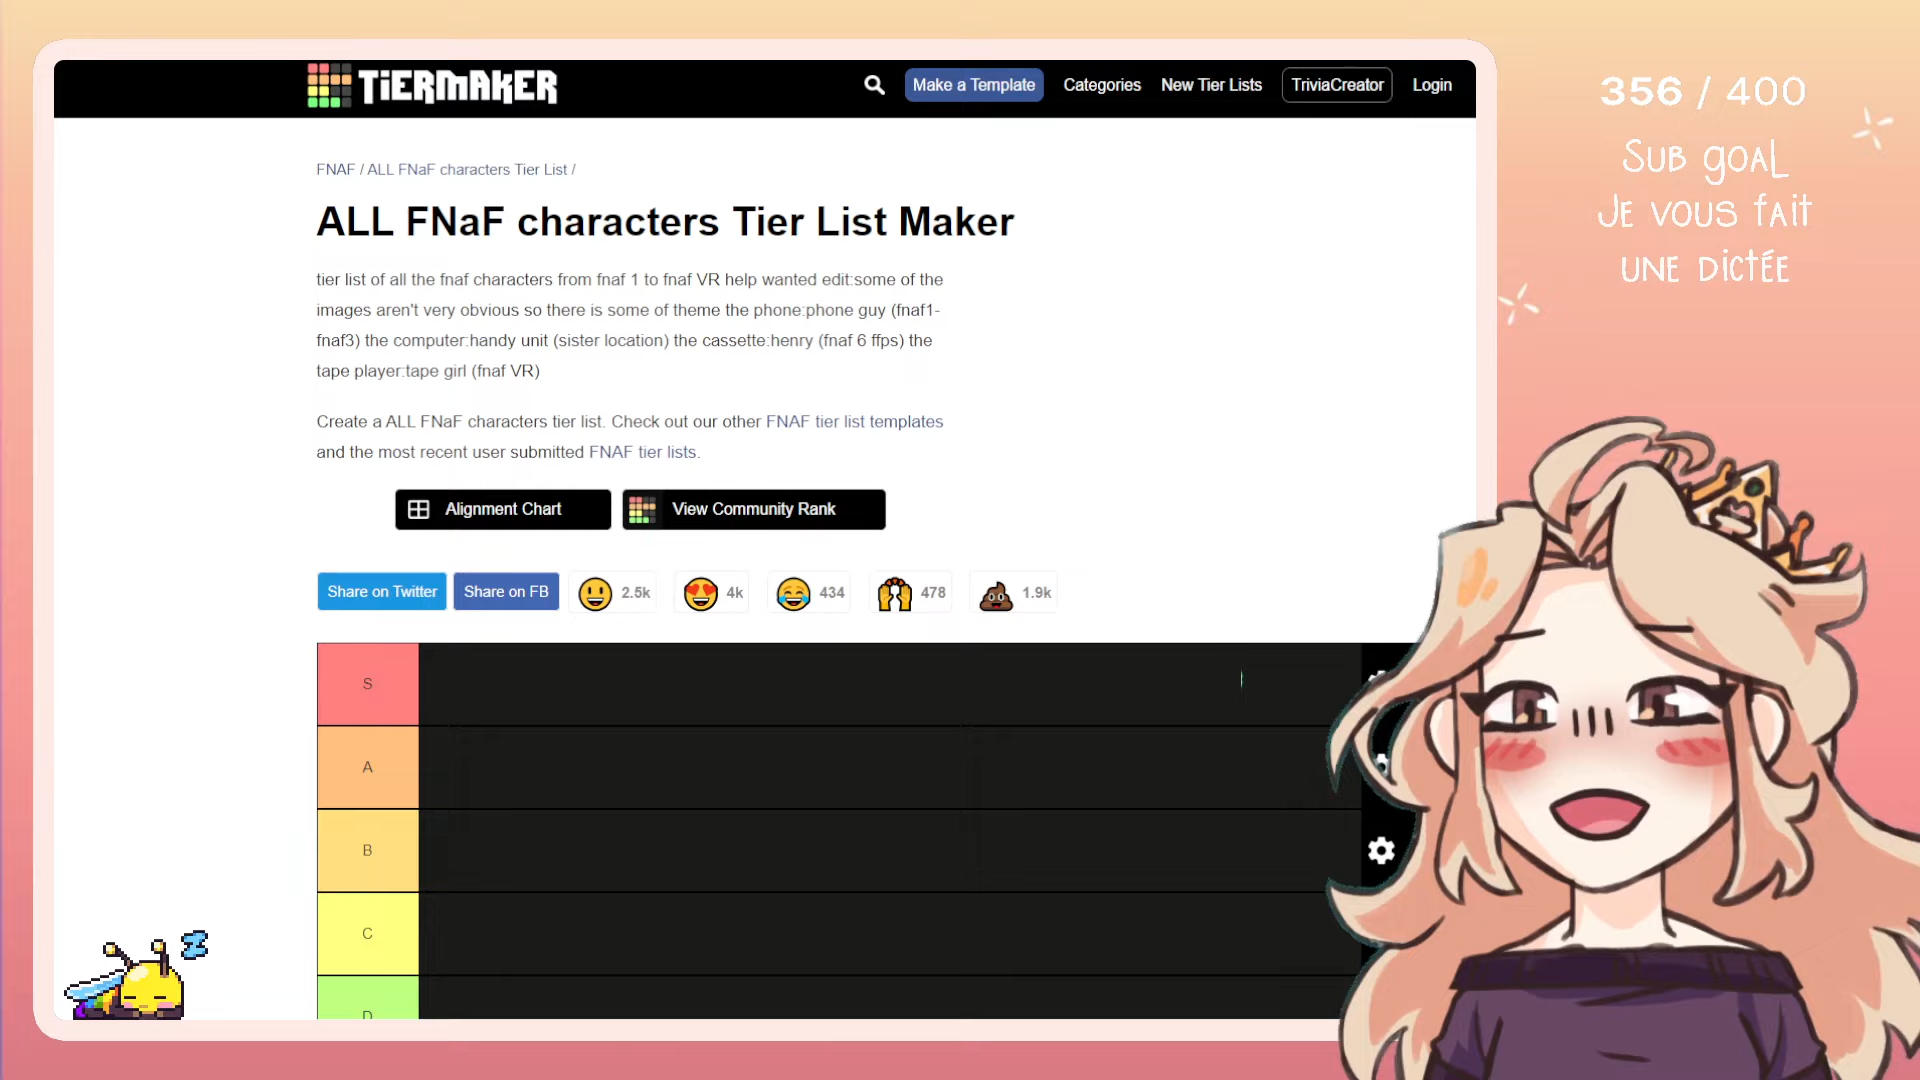 TiERMAKER
Make a Template
Categories
New Tier Lists
TriviaCreator
Login
356 / 400
SUB GOAL
JE VOUS FAIT
UNE DICTÉE
FNAF / ALL FNaF characters Tier List /
ALL FNaF characters Tier List Maker
tier list of all the fnaf characters from fnaf 1 to fnaf VR help wanted edit:some of the
images aren't very obvious so there is some of theme the phone:phone guy (fnaf1-
fnaf3) the computer:handy unit (sister location) the cassette:henry (fnaf 6 ffps) the
tape player:tape girl (fnaf VR)
Create a ALL FNaF characters tier list. Check out our other FNAF tier list templates
and the most recent user submitted FNAF tier lists.
Alignment Chart
View Community Rank
Share on Twitter
Share on FB
2.5k
4k
434
478
1.9k
S
A
B
C
D